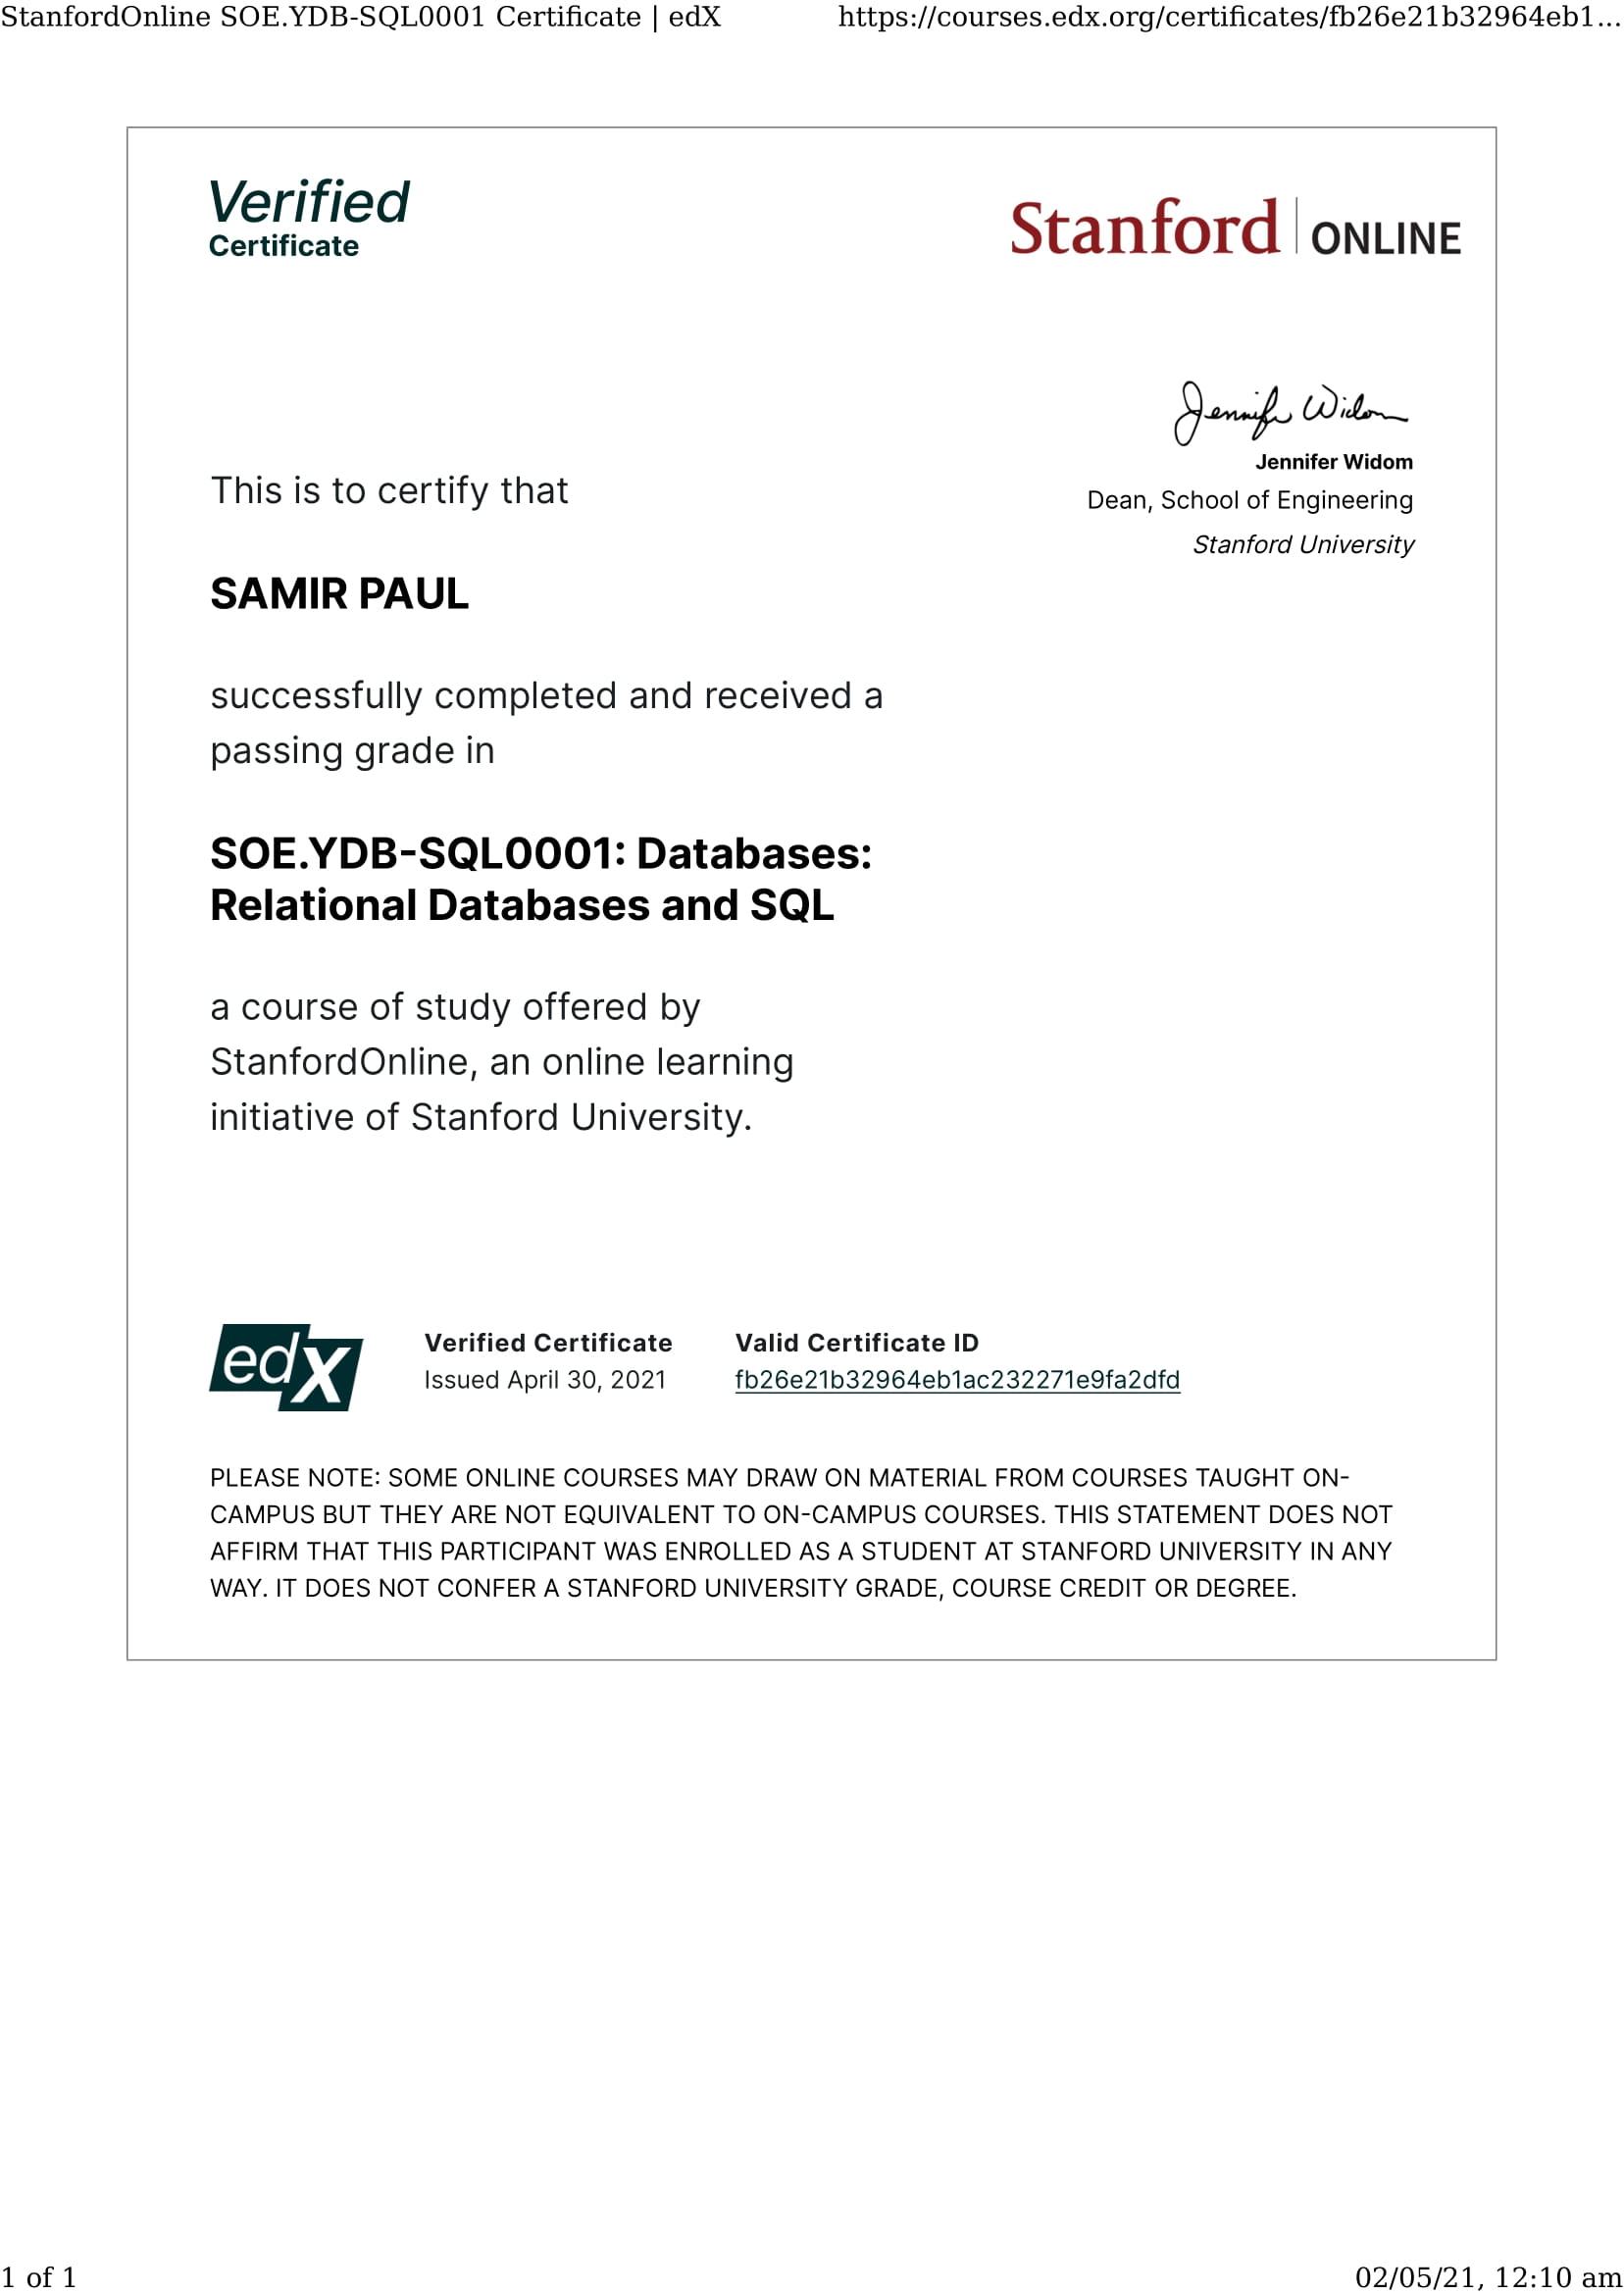 StanfordOnline SOE.YDB-SQL0001 Certificate | edX
https://courses.edx.org/certificates/fb26e21b32964eb1...
Verified
Certificate
Stanford | ONLINE
Jennifer Widom
Jennifer Widom
Dean, School of Engineering
Stanford University
This is to certify that
SAMIR PAUL
successfully completed and received a
passing grade in
SOE.YDB-SQL0001: Databases:
Relational Databases and SQL
a course of study offered by
StanfordOnline, an online learning
initiative of Stanford University.
edX
Verified Certificate
Issued April 30, 2021
Valid Certificate ID
fb26e21b32964eb1ac232271e9fa2dfd
PLEASE NOTE: SOME ONLINE COURSES MAY DRAW ON MATERIAL FROM COURSES TAUGHT ON-
CAMPUS BUT THEY ARE NOT EQUIVALENT TO ON-CAMPUS COURSES. THIS STATEMENT DOES NOT
AFFIRM THAT THIS PARTICIPANT WAS ENROLLED AS A STUDENT AT STANFORD UNIVERSITY IN ANY
WAY. IT DOES NOT CONFER A STANFORD UNIVERSITY GRADE, COURSE CREDIT OR DEGREE.
1 of 1
02/05/21, 12:10 am